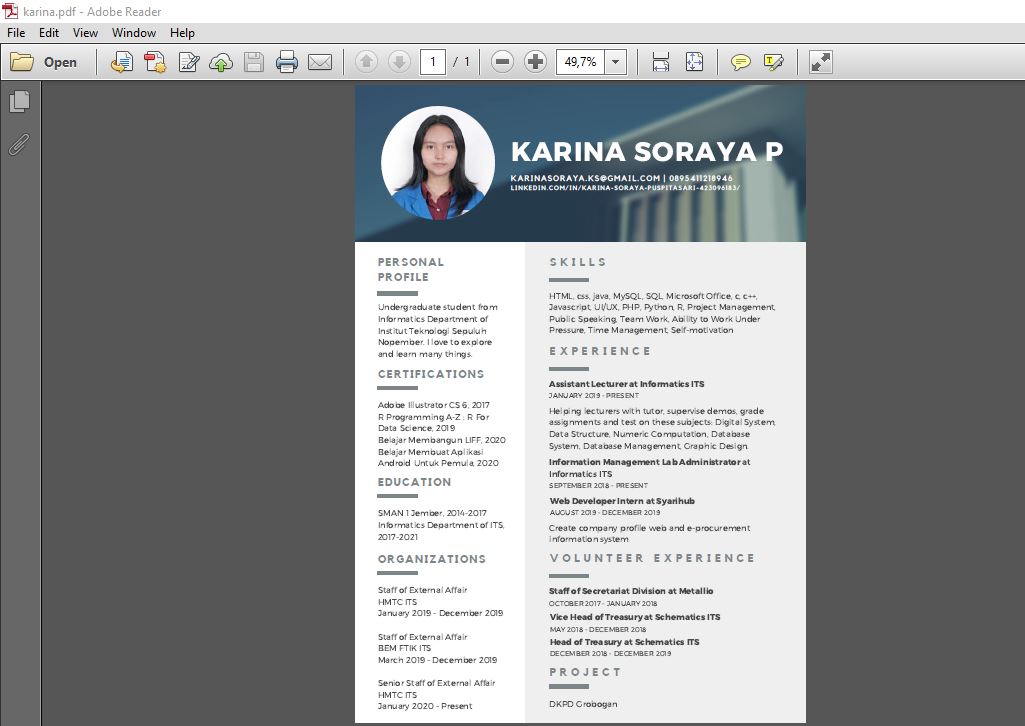 karina.pdf - Adobe Reader
File Edit View Window Help
Open
1 / 1
49,7%
KARINA SORAYA P
KARINASORAYA.KS@GMAIL.COM | 0895411218946
LINKEDIN.COM/IN/KARINA-SORAYA-PUSPITASARI-423096183/
PERSONAL
PROFILE
Undergraduate student from
Informatics Department of
Institut Teknologi Sepuluh
Nopember. I love to explore
and learn many things.
CERTIFICATIONS
Adobe Illustrator CS 6, 2017
R Programming A-Z : R For
Data Science, 2019
Belajar Membangun LIFF, 2020
Belajar Membuat Aplikasi
Android Untuk Pemula, 2020
EDUCATION
SMAN 1 Jember, 2014-2017
Informatics Department of ITS,
2017-2021
ORGANIZATIONS
Staff of External Affair
HMTC ITS
January 2019 - December 2019
Staff of External Affair
BEM FTIK ITS
March 2019 - December 2019
Senior Staff of External Affair
HMTC ITS
January 2020 - Present
SKILLS
HTML, css, java, MySQL, SQL, Microsoft Office, c, c++,
Javascript, UI/UX, PHP, Python, R, Project Management,
Public Speaking, Team Work, Ability to Work Under
Pressure, Time Management, Self-motivation
EXPERIENCE
Assistant Lecturer at Informatics ITS
JANUARY 2019 - PRESENT
Helping lecturers with tutor, supervise demos, grade
assignments and test on these subjects: Digital System,
Data Structure, Numeric Computation, Database
System, Database Management, Graphic Design.
Information Management Lab Administrator at
Informatics ITS
SEPTEMBER 2018 - PRESENT
Web Developer Intern at Syarihub
AUGUST 2019 - DECEMBER 2019
Create company profile web and e-procurement
information system
VOLUNTEER EXPERIENCE
Staff of Secretariat Division at Metallio
OCTOBER 2017 - JANUARY 2018
Vice Head of Treasury at Schematics ITS
MAY 2018 - DECEMBER 2018
Head of Treasury at Schematics ITS
DECEMBER 2018 - DECEMBER 2019
PROJECT
DKPD Grobogan